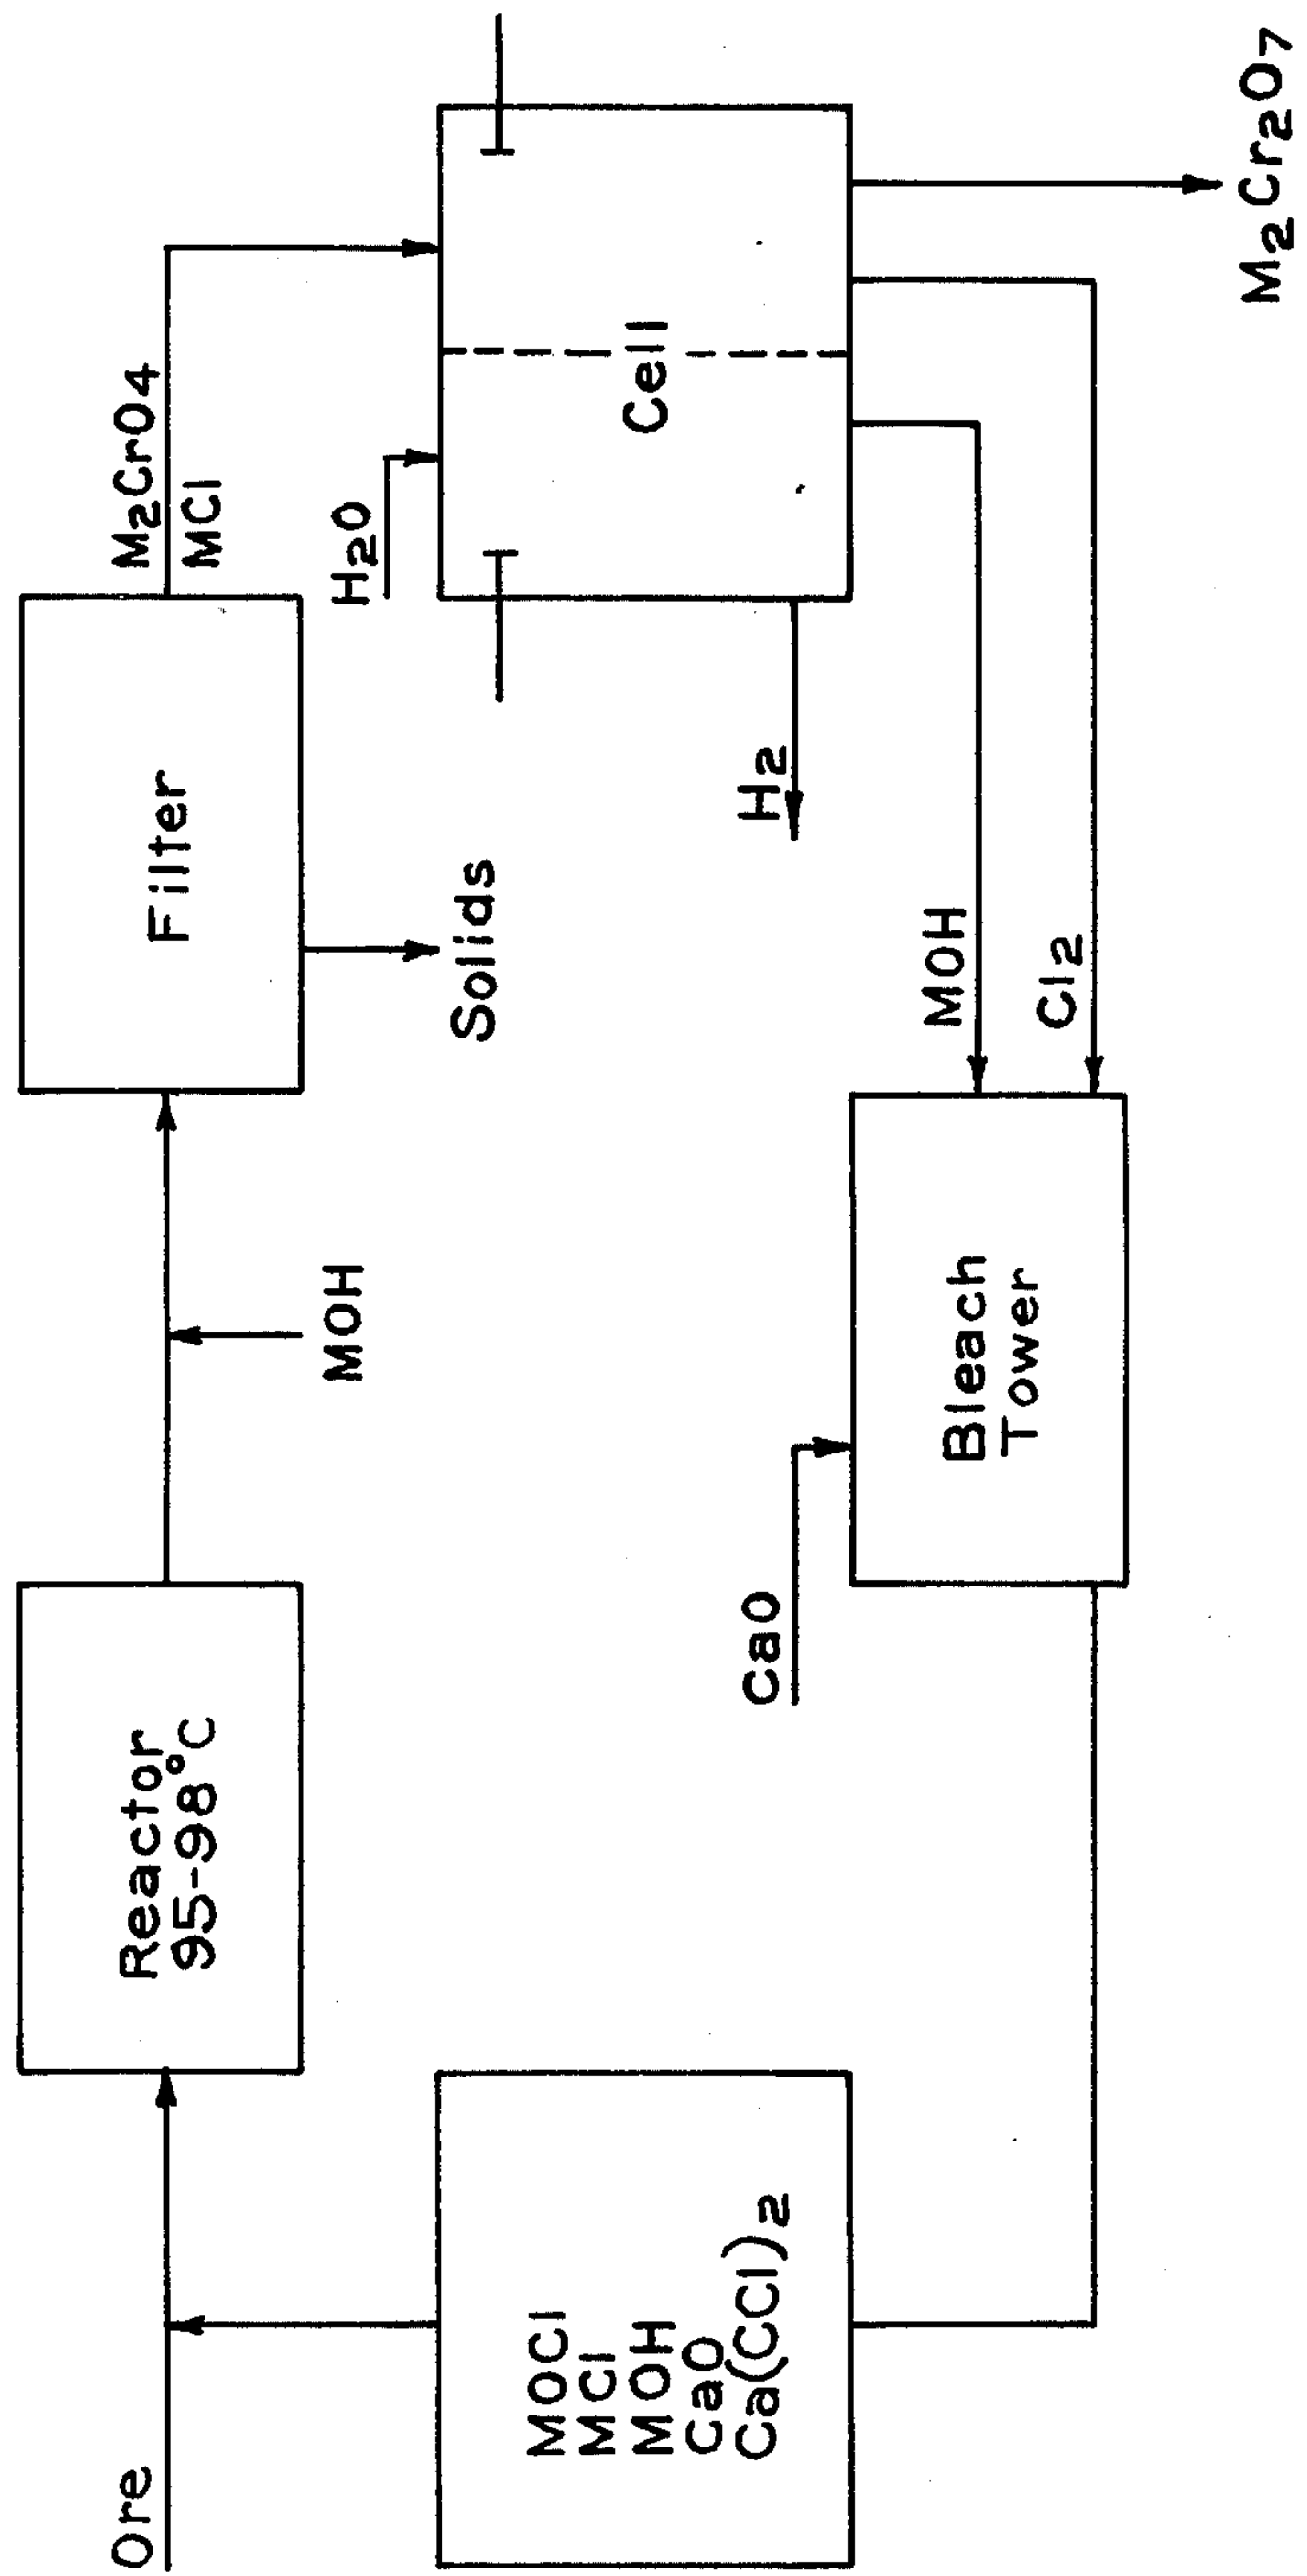 Ore
Reactor
95-98°C
MOH
Filter
Solids
M₂CrO₄
MCl
H₂O
Cell
H₂
MOH
Cl₂
M₂Cr₂O₇
CaO
Bleach
Tower
MOCl
MCl
MOH
CaO
Ca(CCl)₂